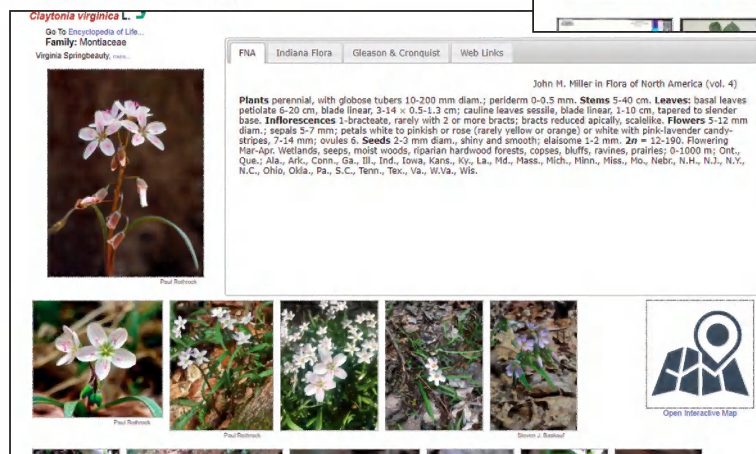 Claytonia virginica L.
Go To Encyclopedia of Life...
Family: Montiaceae
Virginia Springbeauty, more...
FNA
Indiana Flora
Gleason & Cronquist
Web Links
John M. Miller in Flora of North America (vol. 4)
Plants perennial, with globose tubers 10-200 mm diam.; periderm 0-0.5 mm. Stems 5-40 cm. Leaves: basal leaves
petiolate 6-20 cm, blade linear, 3-14 × 0.5-1.3 cm; cauline leaves sessile, blade linear, 1-10 cm, tapered to slender
base. Inflorescences 1-bracteate, rarely with 2 or more bracts; bracts reduced apically, scalelike. Flowers 5-12 mm
diam.; sepals 5-7 mm; petals white to pinkish or rose (rarely yellow or orange) or white with pink-lavender candy-
stripes, 7-14 mm; ovules 6. Seeds 2-3 mm diam., shiny and smooth; elaisome 1-2 mm. 2n = 12-190. Flowering
Mar-Apr. Wetlands, seeps, moist woods, riparian hardwood forests, copses, bluffs, ravines, prairies; 0-1000 m; Ont.,
Que.; Ala., Ark., Conn., Ga., Ill., Ind., Iowa, Kans., Ky., La., Md., Mass., Mich., Minn., Miss., Mo., Nebr., N.H., N.J., N.Y.,
N.C., Ohio, Okla., Pa., S.C., Tenn., Tex., Va., W.Va., Wis.
Paul Rothrock
Paul Rothrock
Paul Rothrock
Steven J. Baskauf
Open Interactive Map